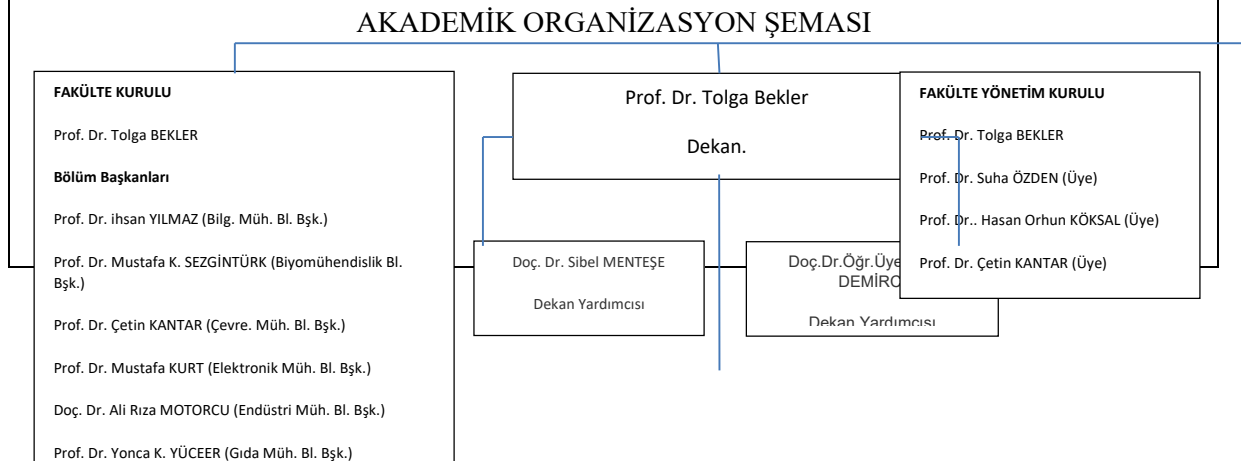 AKADEMİK ORGANİZASYON ŞEMASI
FAKÜLTE KURULU
Prof. Dr. Tolga BEKLER
Bölüm Başkanları
Prof. Dr. ihsan YILMAZ (Bilg. Müh. Bl. Bşk.)
Prof. Dr. Mustafa K. SEZGİNTÜRK (Biyomühendislik Bl.
Bşk.)
Prof. Dr. Çetin KANTAR (Çevre. Müh. Bl. Bşk.)
Prof. Dr. Mustafa KURT (Elektronik Müh. Bl. Bşk.)
Doç. Dr. Ali Rıza MOTORCU (Endüstri Müh. Bl. Bşk.)
Prof. Dr. Yonca K. YÜCEER (Gıda Müh. Bl. Bşk.)
Prof. Dr. Tolga Bekler
Dekan.
Doç. Dr. Sibel MENTEŞE
Dekan Yardımcısı
Doç.Dr.Öğr.Üye
Dekan Yardımcısı
FAKÜLTE YÖNETİM KURULU
Prof. Dr. Tolga BEKLER
Prof. Dr. Suha ÖZDEN (Üye)
Prof. Dr.. Hasan Orhun KÖKSAL (Üye)
Prof. Dr. Çetin KANTAR (Üye)